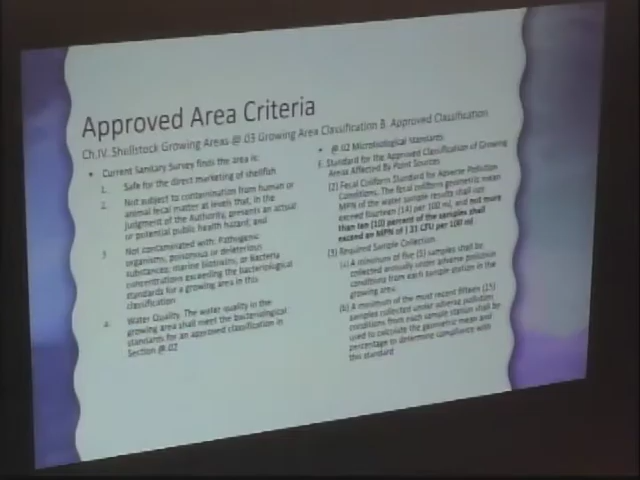 Approved Area Criteria
Ch.IV. Shellstock Growing Areas @.03 Growing Area Classification B. Approved Classification
• Current Sanitary Survey finds the area is:
1. Safe for the direct marketing of shellfish
2. Not subject to contamination from human or
animal fecal matter at levels that, in the
judgment of the Authority, presents an actual
or potential public health hazard; and
3. Not contaminated with: Pathogenic
organisms, poisonous or deleterious
substances; marine biotoxins; or bacteria
concentrations exceeding the bacteriological
standards for a growing area in this
classification
4. Water Quality. The water quality in the
growing area shall meet the bacteriological
standards for an approved classification in
Section @.02
• @.02 Microbiological Standards
E. Standard for the Approved Classification of Growing
Areas Affected By Point Sources
(2) Fecal Coliform Standard for Adverse Pollution
Conditions. The fecal coliform geometric mean
MPN of the water sample results shall not
exceed fourteen (14) per 100 ml, and not more
than ten (10) percent of the samples shall
exceed an MPN of 31 CFU per 100 ml
(3) Required Sample Collection.
(a) A minimum of five (5) samples shall be
collected annually under adverse pollution
conditions from each sample station in the
growing area.
(b) A minimum of the most recent fifteen (15)
samples collected under adverse pollution
conditions from each sample station shall be
used to calculate the geometric mean and
percentage to determine compliance with
this standard